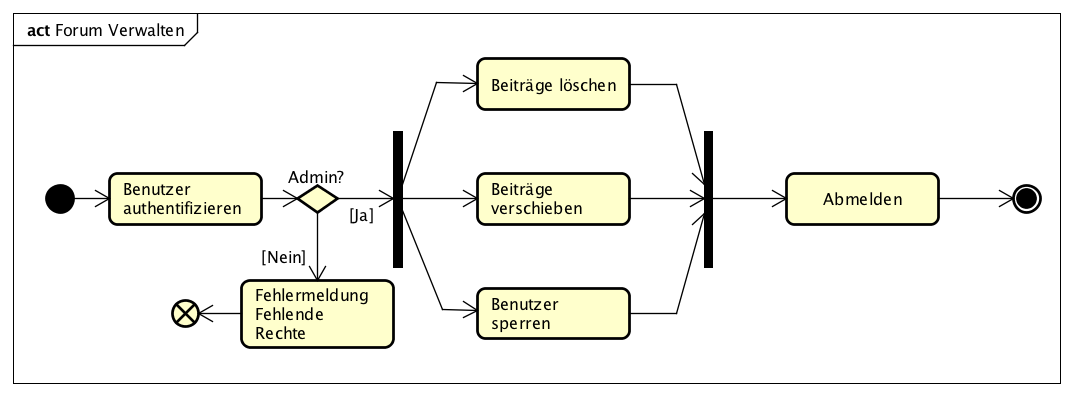 act Forum Verwalten
Beiträge löschen
Benutzer
authentifizieren
Admin?
[Ja]
Beiträge
verschieben
Abmelden
[Nein]
Fehlermeldung
Fehlende
Rechte
Benutzer
sperren